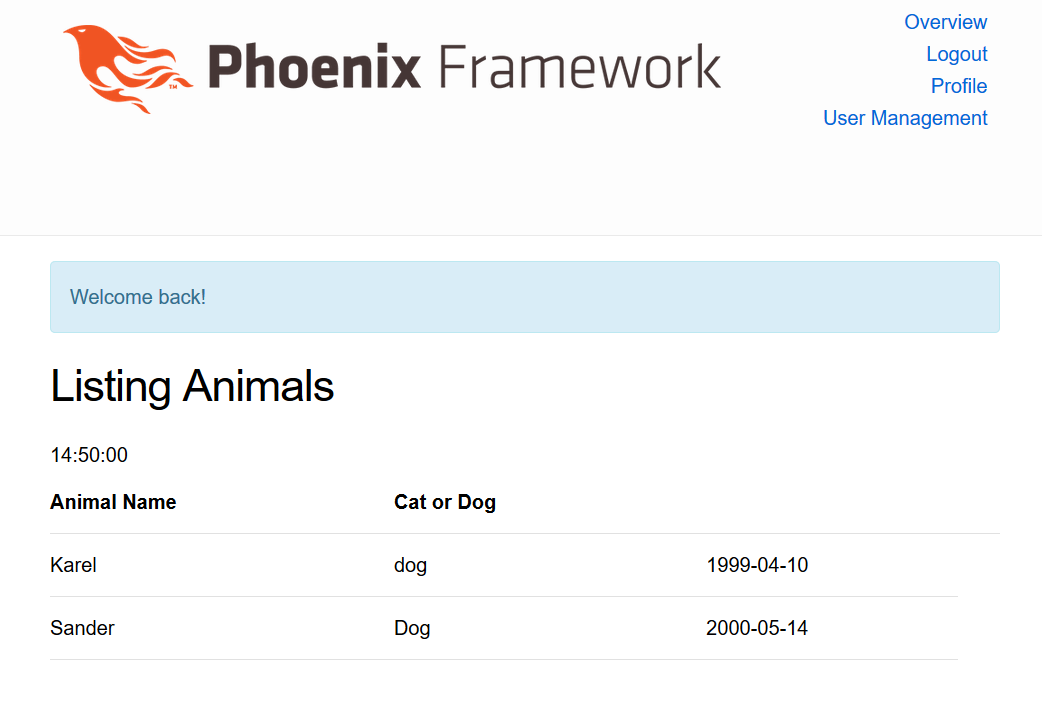 Phoenix Framework
TM
Overview
Logout
Profile
User Management
Welcome back!
Listing Animals
14:50:00
Animal Name Cat or Dog
Karel dog 1999-04-10
Sander Dog 2000-05-14